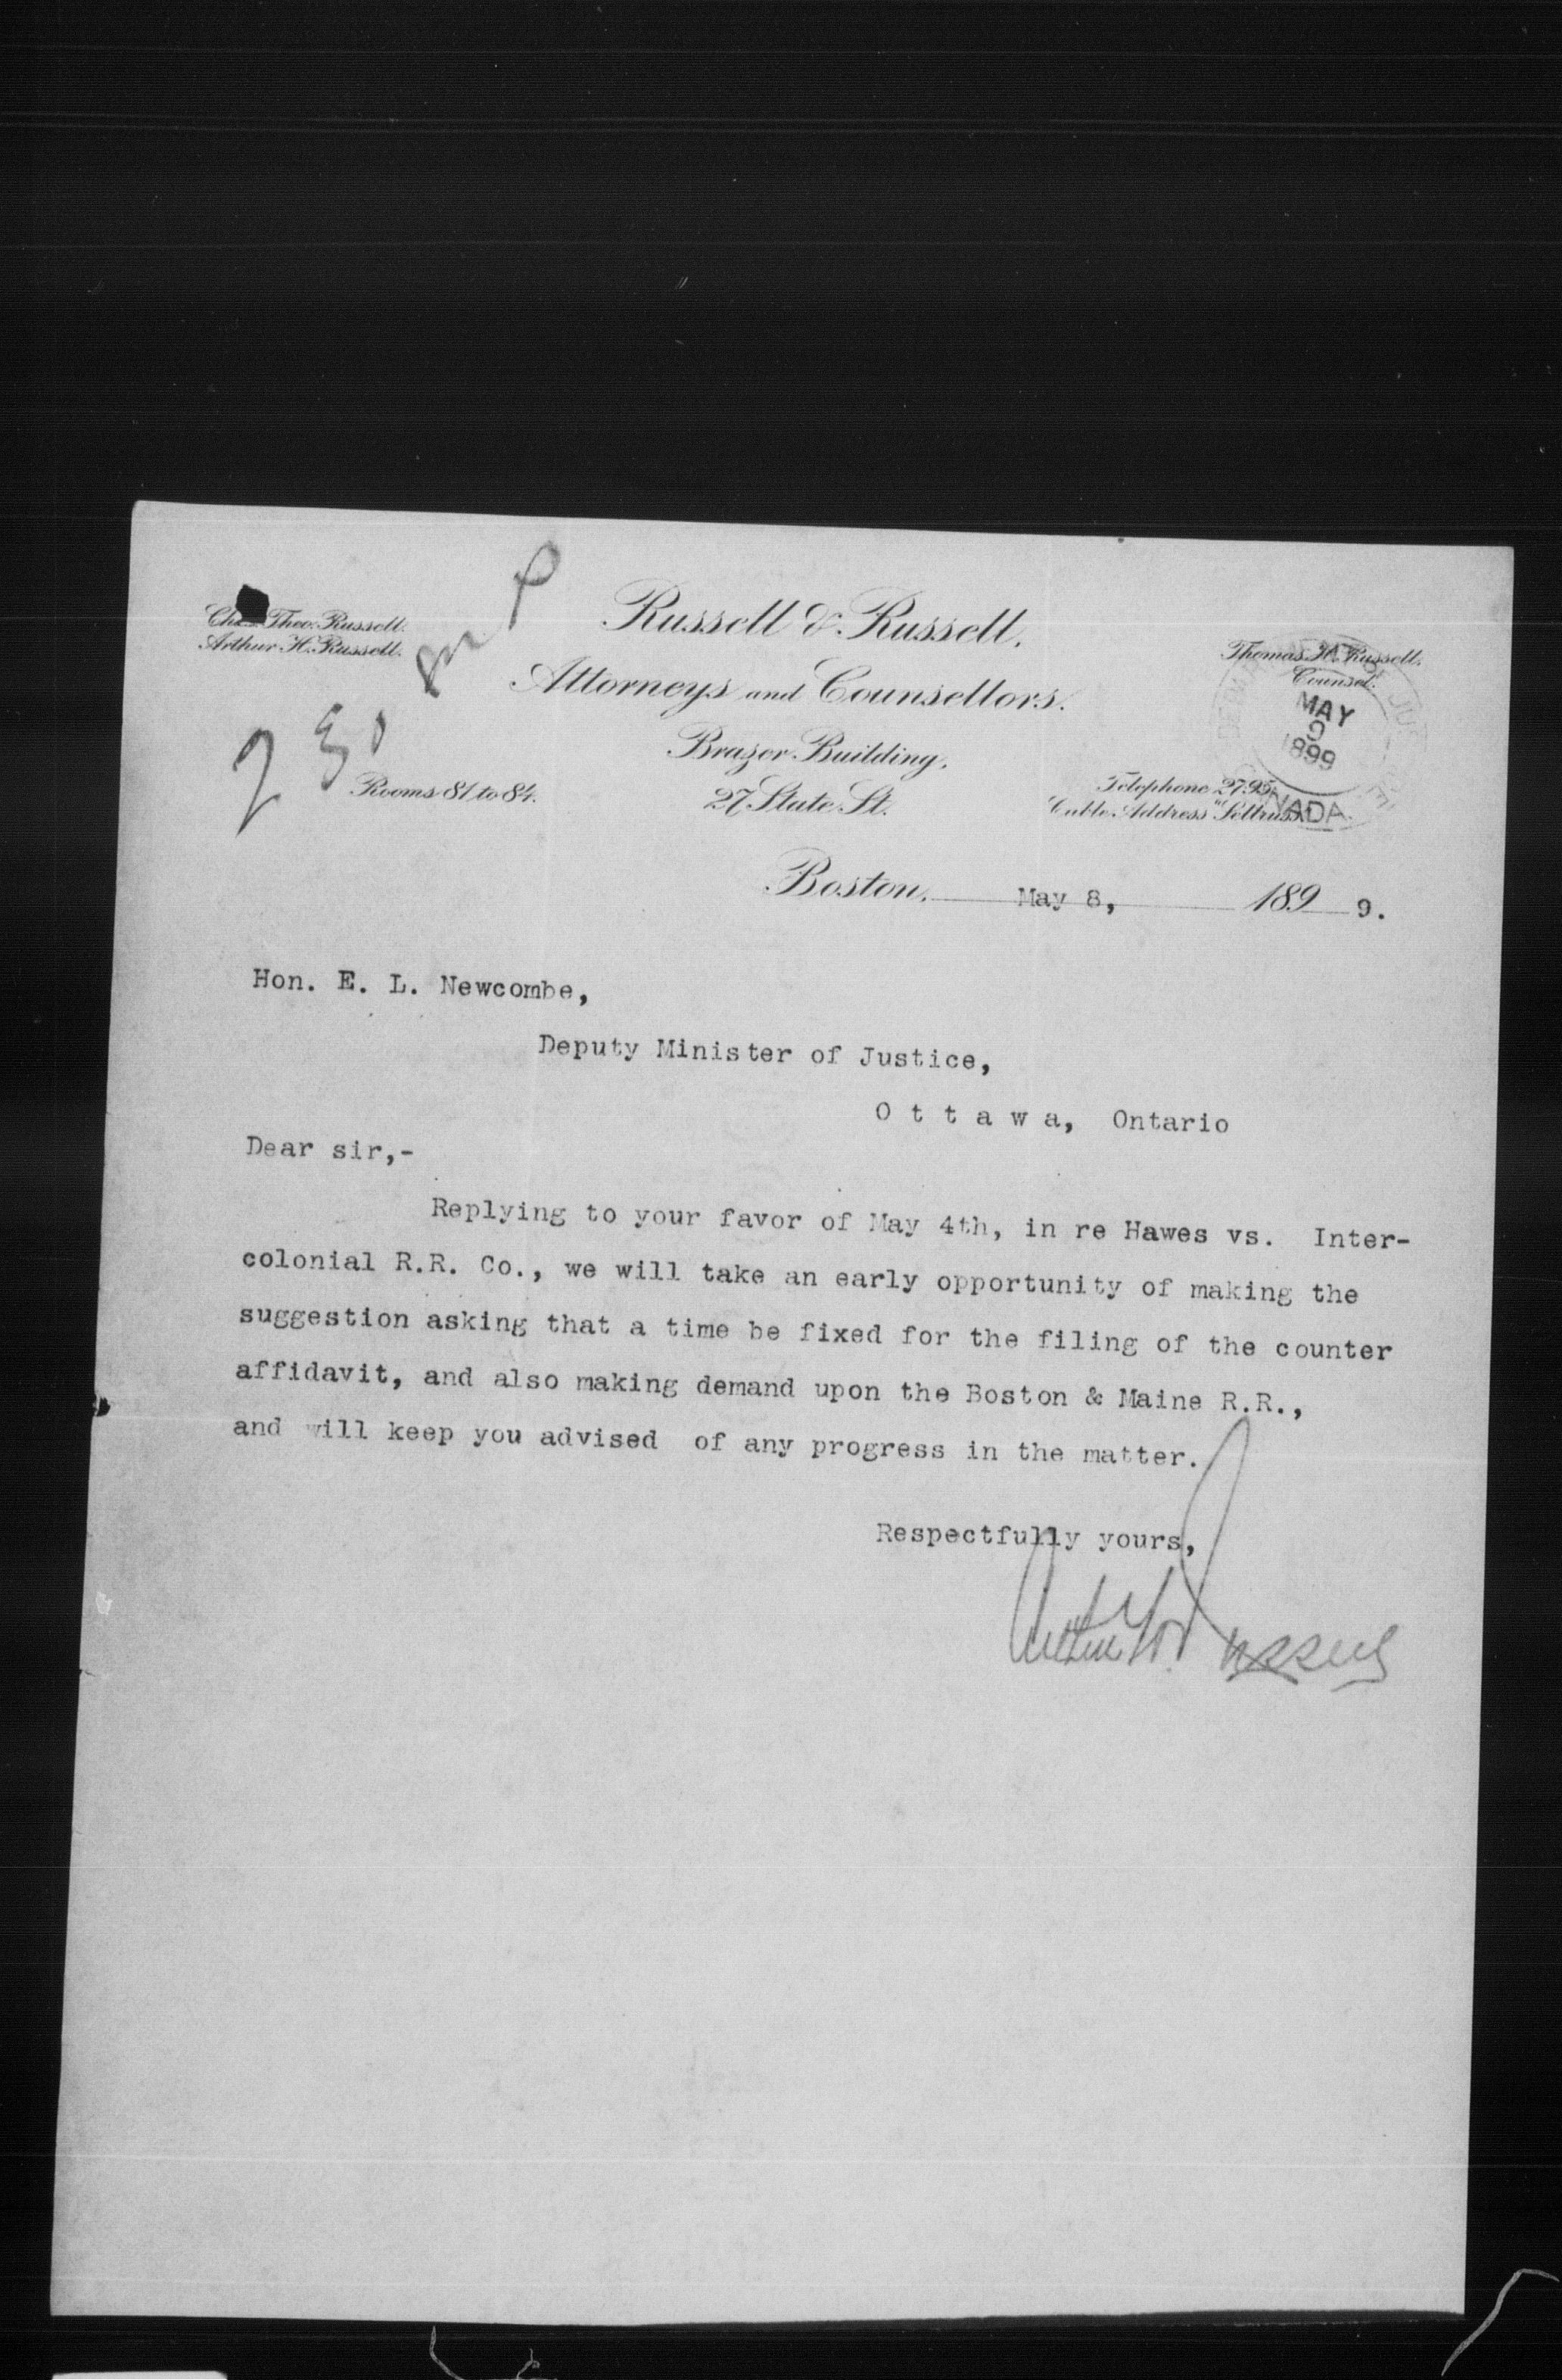 Chas. Theo. Russell.
Arthur H. Russell.
Russell & Russell,
Attorneys and Counsellors.
Brazer Building,
27 State St.
Rooms 81 to 84.
Thomas H. Russell,
Counsel.
MAY
9
1899
CANADA
Telephone 2795
Cable Address
230
Boston, May 8, 1899.
Hon. E. L. Newcombe,
Deputy Minister of Justice,
O t t a w a, Ontario
Dear sir,-
Replying to your favor of May 4th, in re Hawes vs. Inter-
colonial R.R. Co., we will take an early opportunity of making the
suggestion asking that a time be fixed for the filing of the counter
affidavit, and also making demand upon the Boston & Maine R.R.,
and will keep you advised of any progress in the matter.
Respectfully yours,
Arthur H. Russell